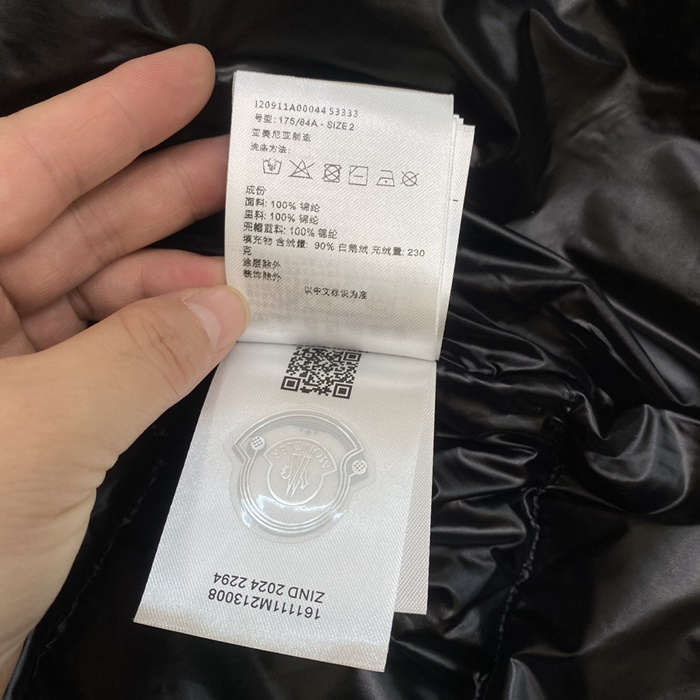 I20911A00044 53333
号型: 175/84A - SIZE 2
亚美尼亚制造
洗涤方法:
成份
面料: 100% 锦纶
里料: 100% 锦纶
兜帽里料: 100% 锦纶
填充物 含绒量: 90% 白鹅绒 充绒量: 230
克
涂层除外
装饰除外
以中文标识为准
MONCLER
161111M213008
ZIND 2024 2294